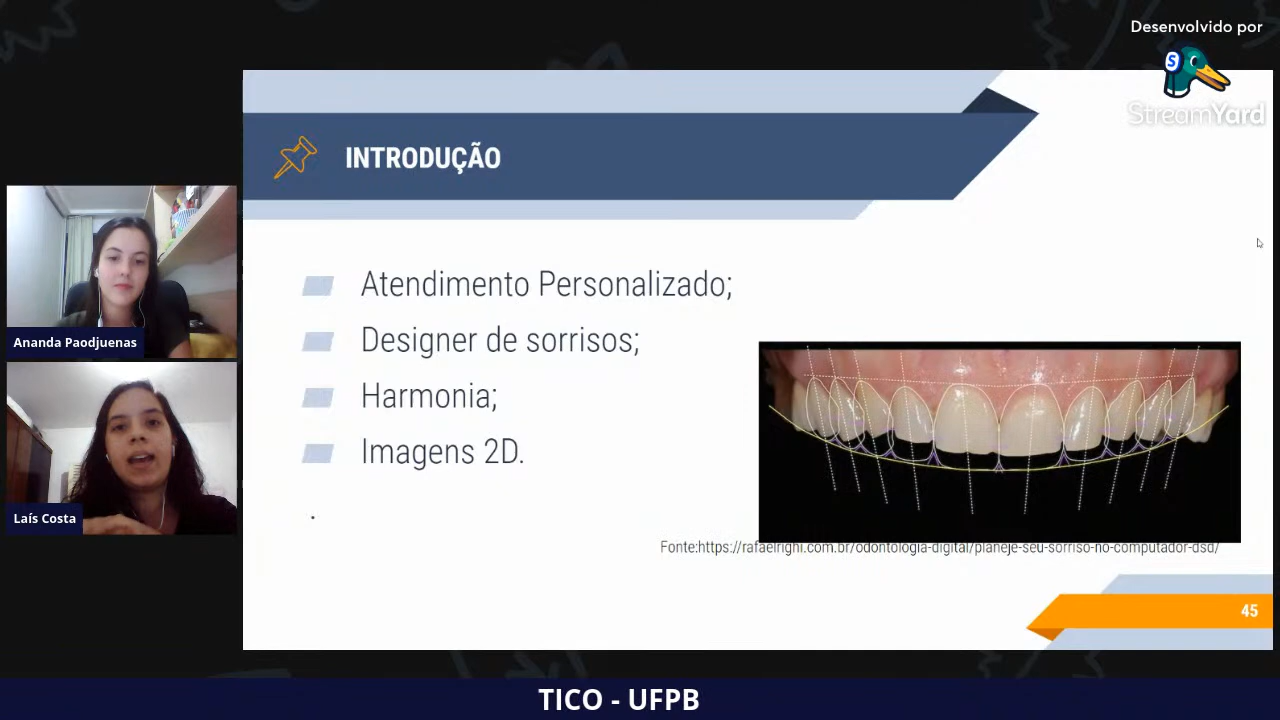 Desenvolvido por
StreamYard
INTRODUÇÃO
Atendimento Personalizado;
Designer de sorrisos;
Harmonia;
Imagens 2D.
.
Fonte:https://rafaelrighi.com.br/odontologia-digital/planeje-seu-sorriso-no-computador-dsd/
45
Ananda Paodjuenas
Laís Costa
TICO - UFPB